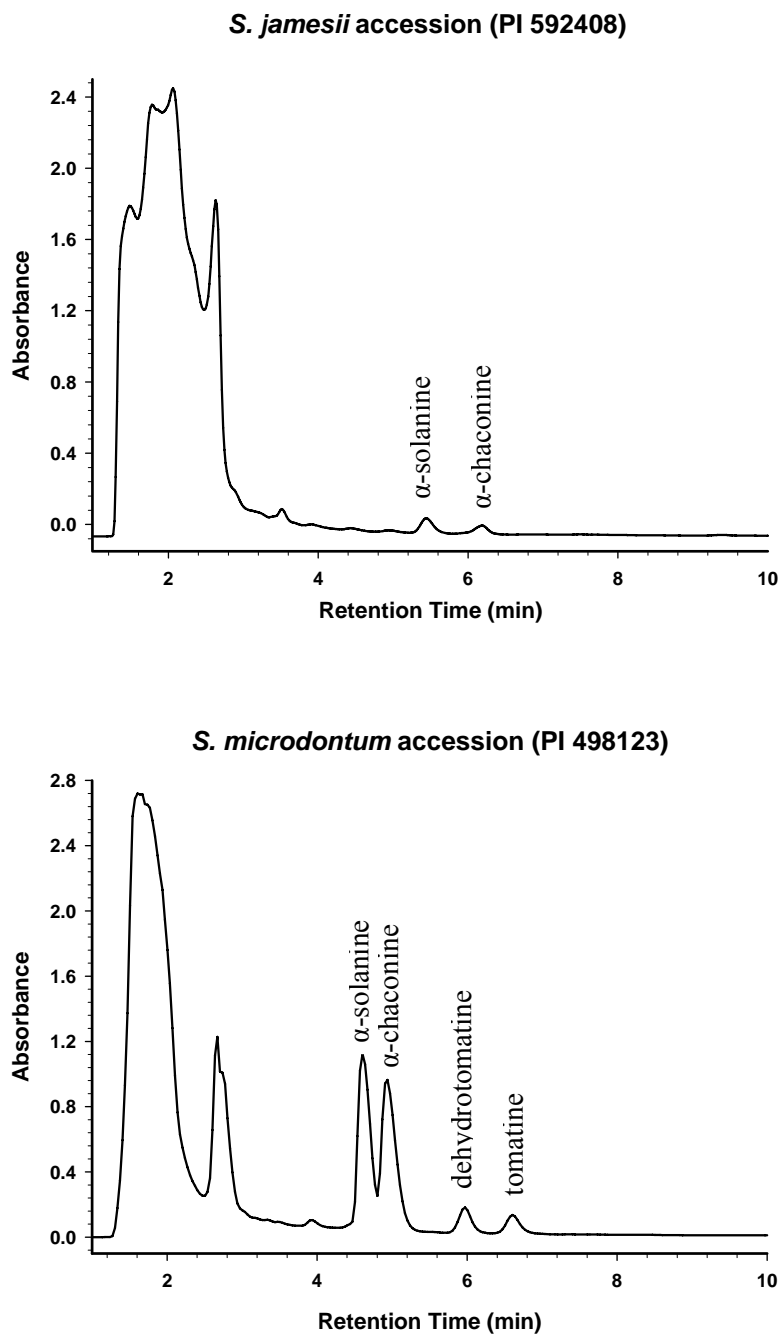 S. jamesii accession (PI 592408)
2.4
2.0
1.6
1.2
0.8
0.4
0.0
Absorbance
α-solanine
α-chaconine
2 4 6 8 10
Retention Time (min)
S. microdontum accession (PI 498123)
2.8
2.4
2.0
1.6
1.2
0.8
0.4
0.0
Absorbance
α-solanine
α-chaconine
dehydrotomatine
tomatine
2 4 6 8 10
Retention Time (min)